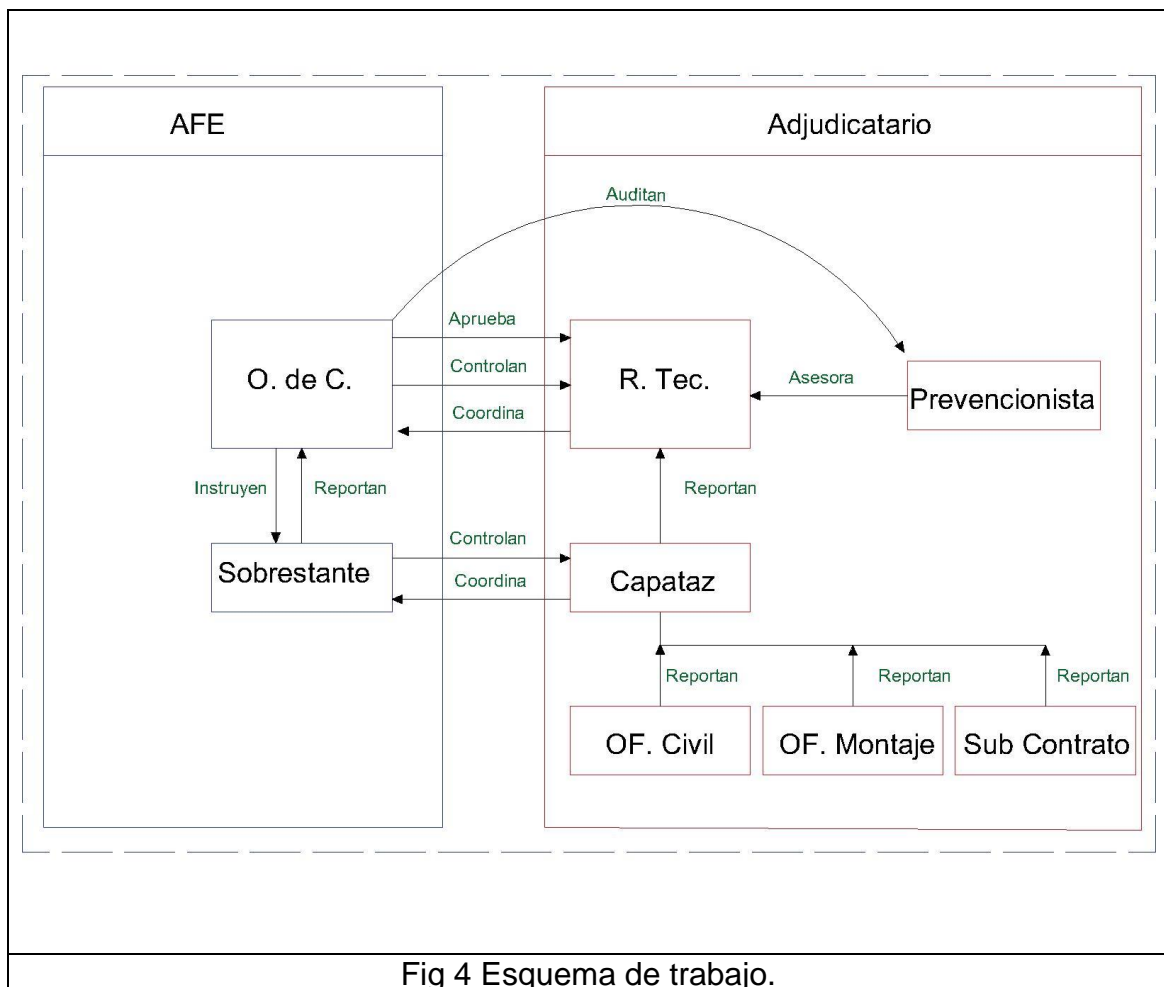 AFE
Adjudicatario
Auditan
Aprueba
O. de C.
Controlan
R. Tec.
Asesora
Prevencionista
Coordina
Instruyen
Reportan
Reportan
Controlan
Sobrestante
Capataz
Coordina
Reportan
Reportan
Reportan
OF. Civil
OF. Montaje
Sub Contrato
Fig 4 Esquema de trabajo.